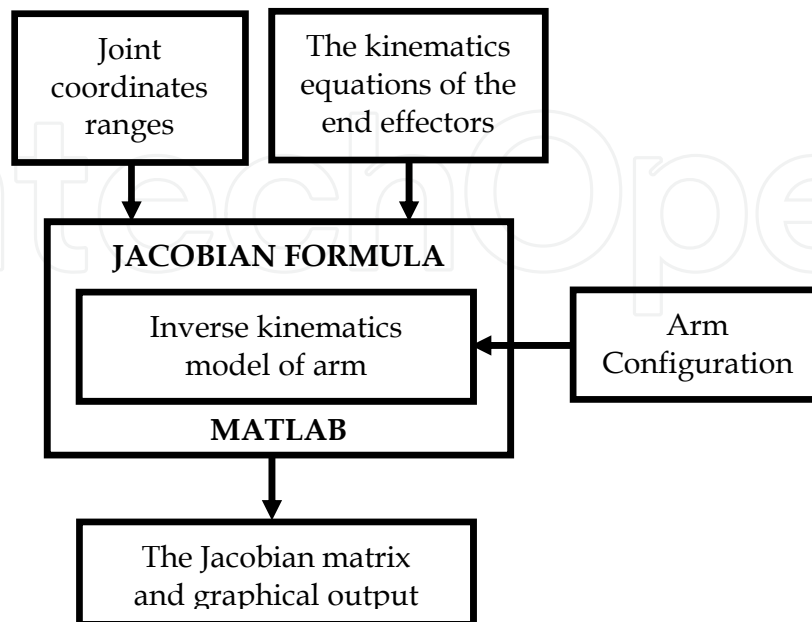 Joint
coordinates
ranges
The kinematics
equations of the
end effectors
JACOBIAN FORMULA
Inverse kinematics
model of arm
MATLAB
Arm
Configuration
The Jacobian matrix
and graphical output
ntechOpe